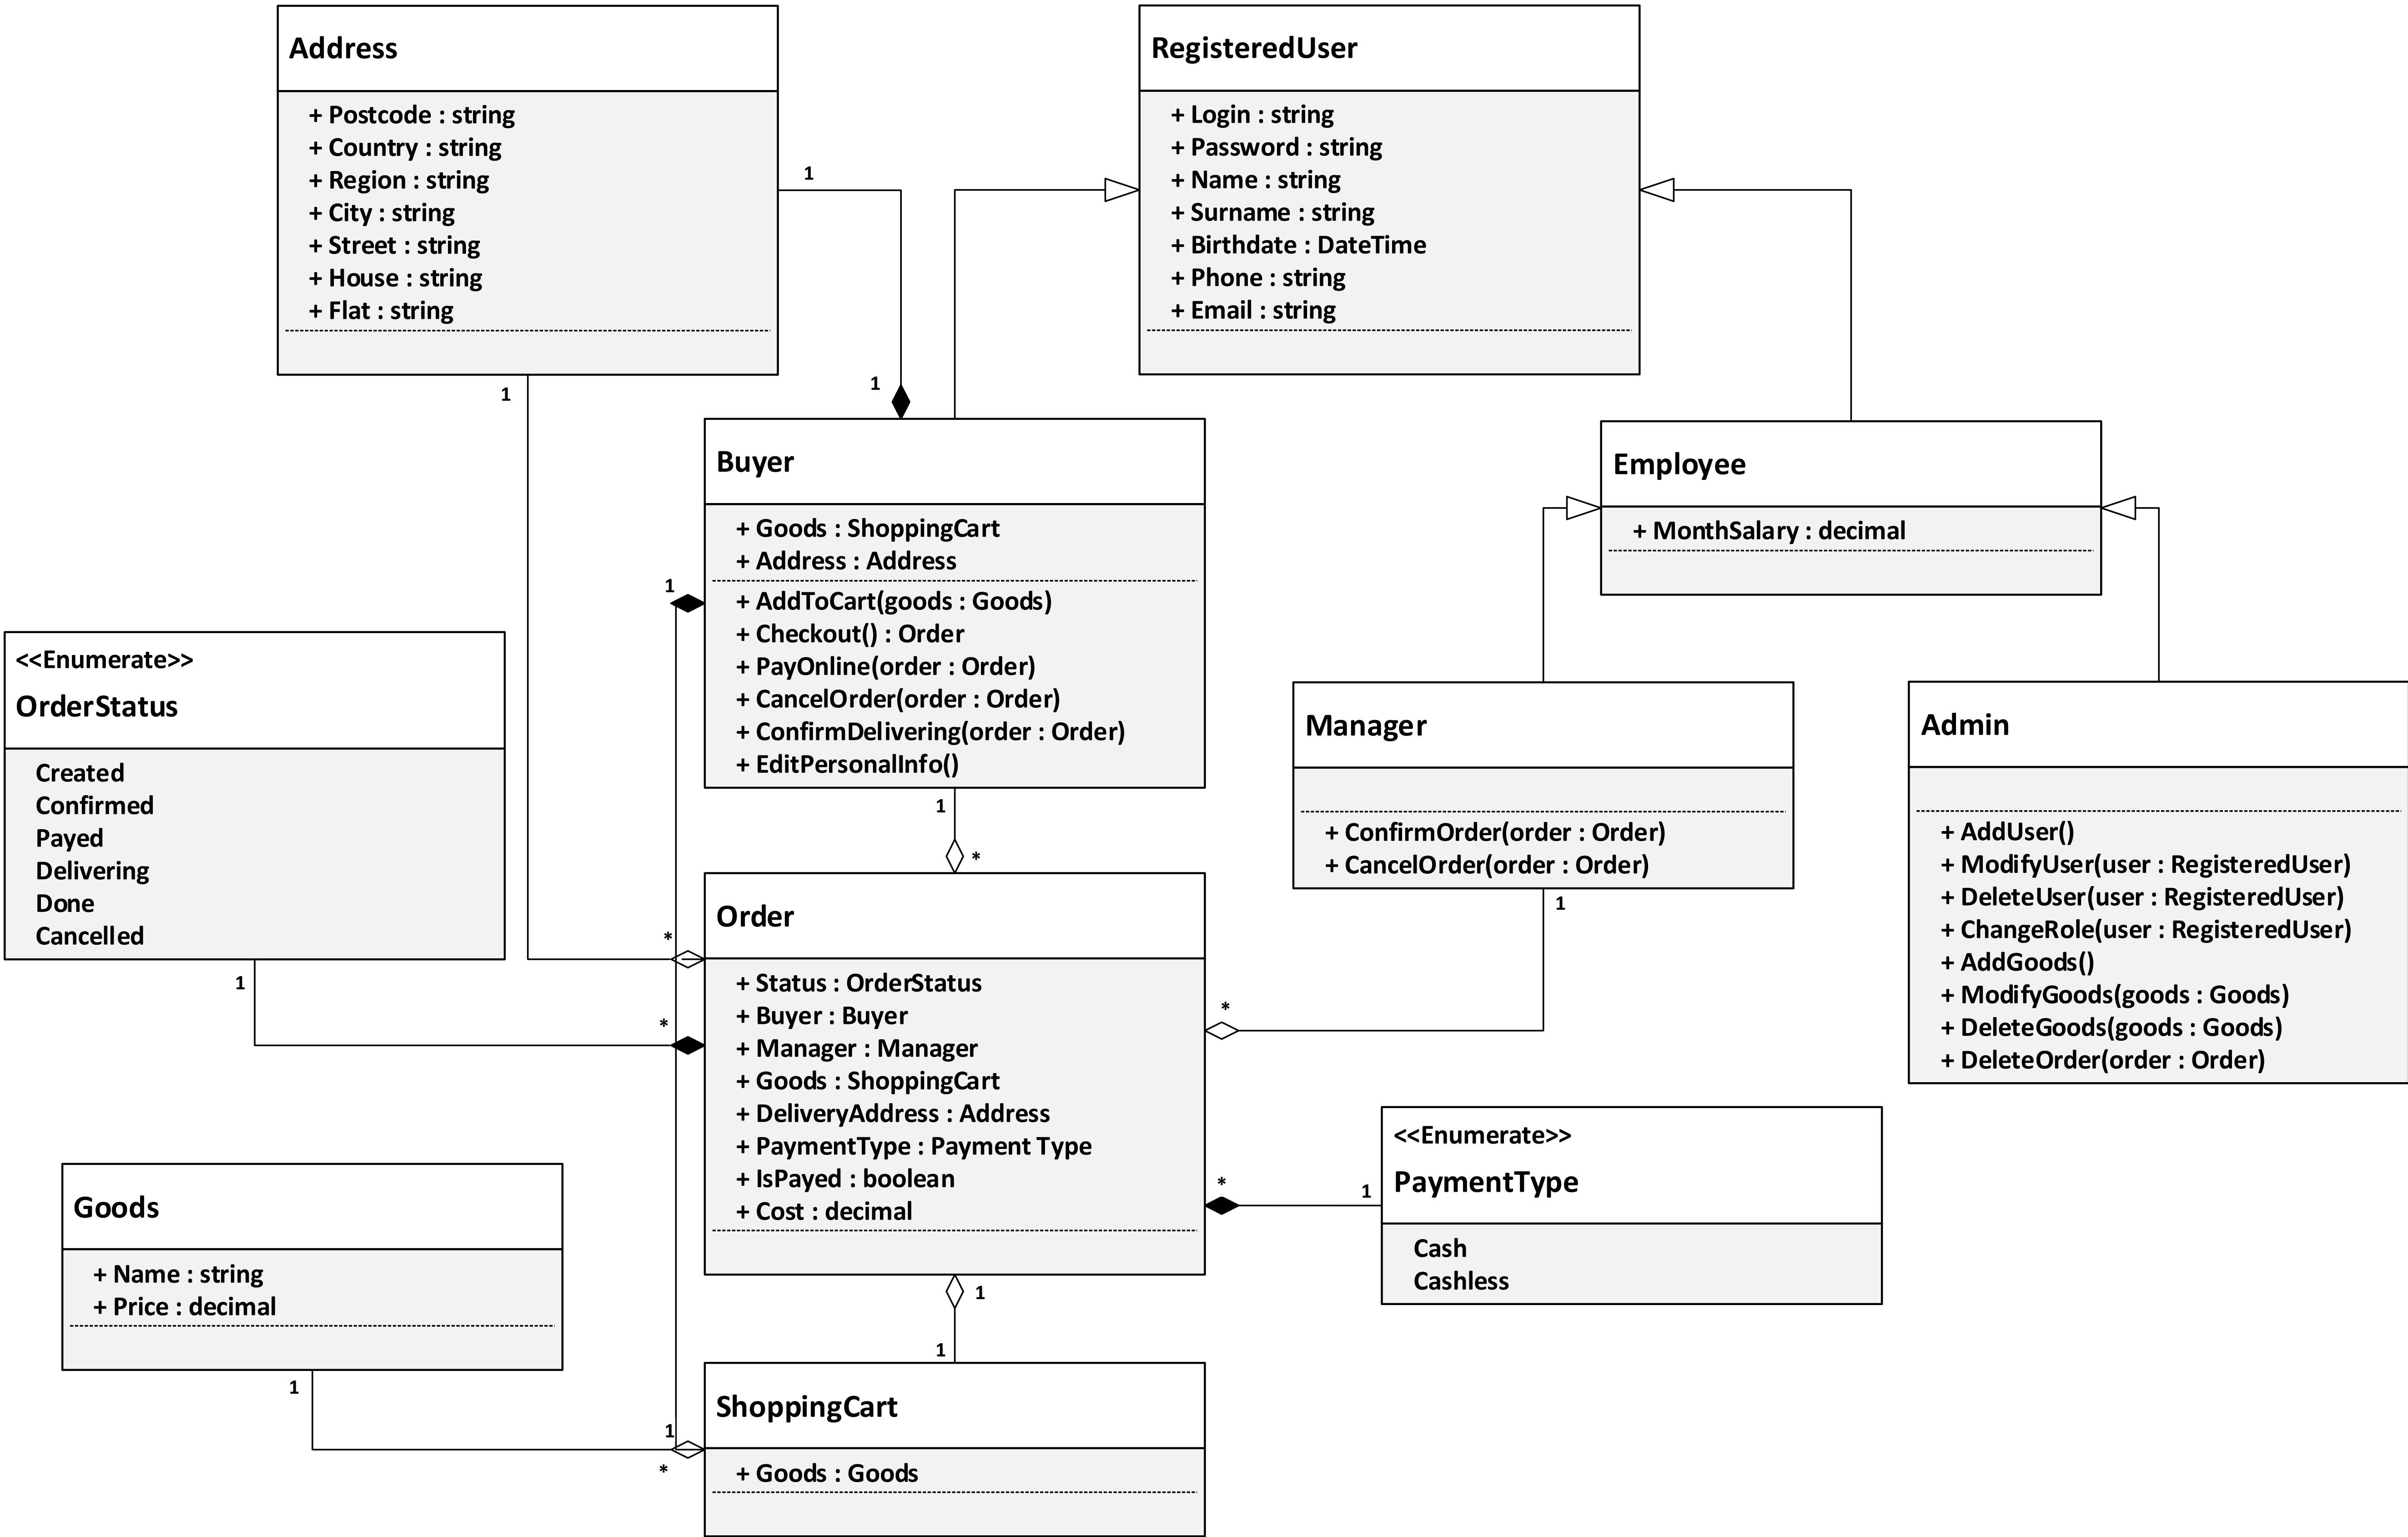 Address
+ Postcode : string
+ Country : string
+ Region : string
+ City : string
+ Street : string
+ House : string
+ Flat : string
1
1
1
RegisteredUser
+ Login : string
+ Password : string
+ Name : string
+ Surname : string
+ Birthdate : DateTime
+ Phone : string
+ Email : string
Buyer
+ Goods : ShoppingCart
+ Address : Address
+ AddToCart(goods : Goods)
+ Checkout() : Order
+ PayOnline(order : Order)
+ CancelOrder(order : Order)
+ ConfirmDelivering(order : Order)
+ EditPersonalInfo()
1
1
*
Employee
+ MonthSalary : decimal
<<Enumerate>>
OrderStatus
Created
Confirmed
Payed
Delivering
Done
Cancelled
1
*
*
Manager
+ ConfirmOrder(order : Order)
+ CancelOrder(order : Order)
1
*
Admin
+ AddUser()
+ ModifyUser(user : RegisteredUser)
+ DeleteUser(user : RegisteredUser)
+ ChangeRole(user : RegisteredUser)
+ AddGoods()
+ ModifyGoods(goods : Goods)
+ DeleteGoods(goods : Goods)
+ DeleteOrder(order : Order)
Order
+ Status : OrderStatus
+ Buyer : Buyer
+ Manager : Manager
+ Goods : ShoppingCart
+ DeliveryAddress : Address
+ PaymentType : Payment Type
+ IsPayed : boolean
+ Cost : decimal
*
1
<<Enumerate>>
PaymentType
Cash
Cashless
Goods
+ Name : string
+ Price : decimal
1
1
1
1
*
ShoppingCart
+ Goods : Goods